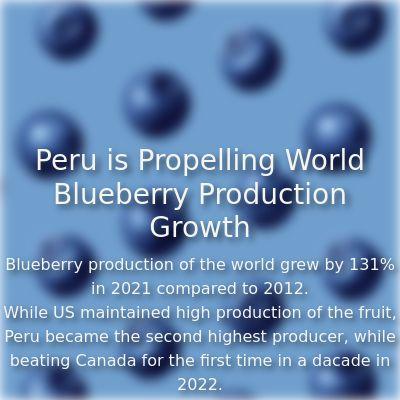 Peru is Propelling World
Blueberry Production
Growth
Blueberry production of the world grew by 131%
in 2021 compared to 2012.
While US maintained high production of the fruit,
Peru became the second highest producer, while
beating Canada for the first time in a dacade in
2022.